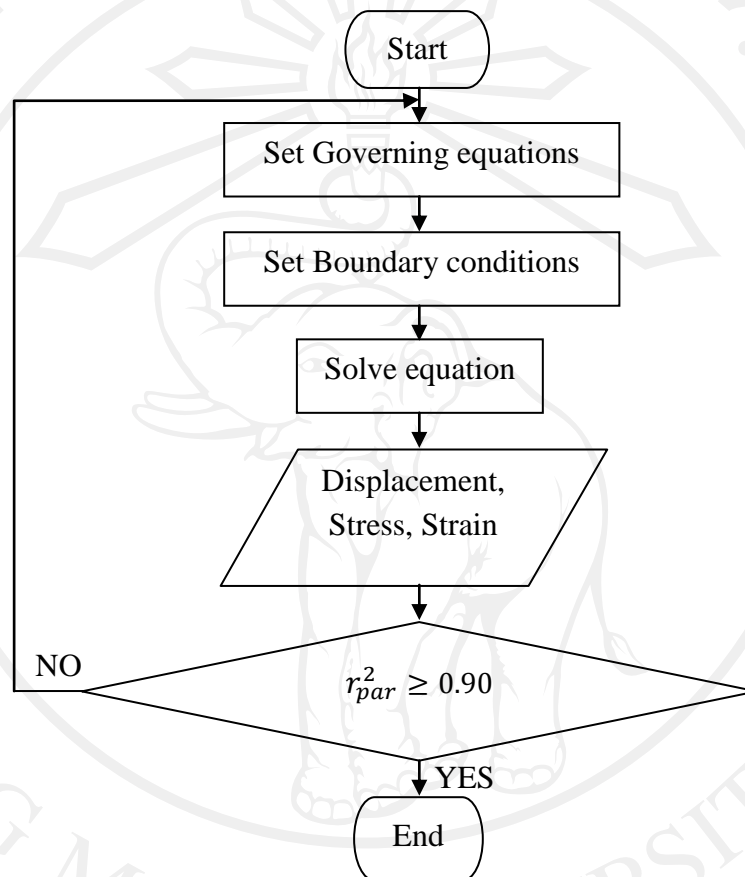 Start
Set Governing equations
Set Boundary conditions
Solve equation
Displacement,
Stress, Strain
NO
r²par ≥ 0.90
YES
End